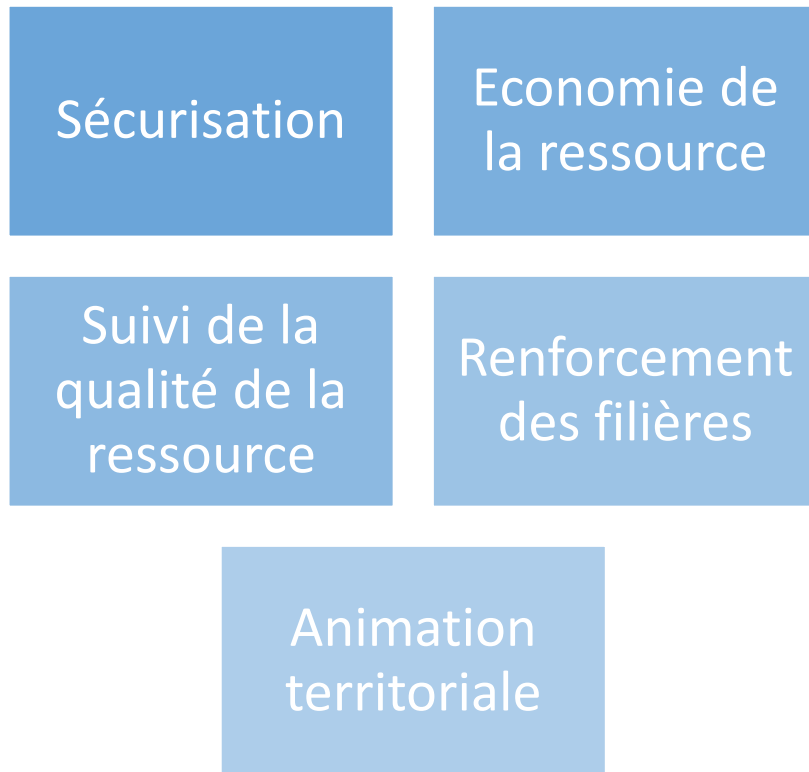 Sécurisation
Economie de
la ressource
Suivi de la
qualité de la
ressource
Renforcement
des filières
Animation
territoriale